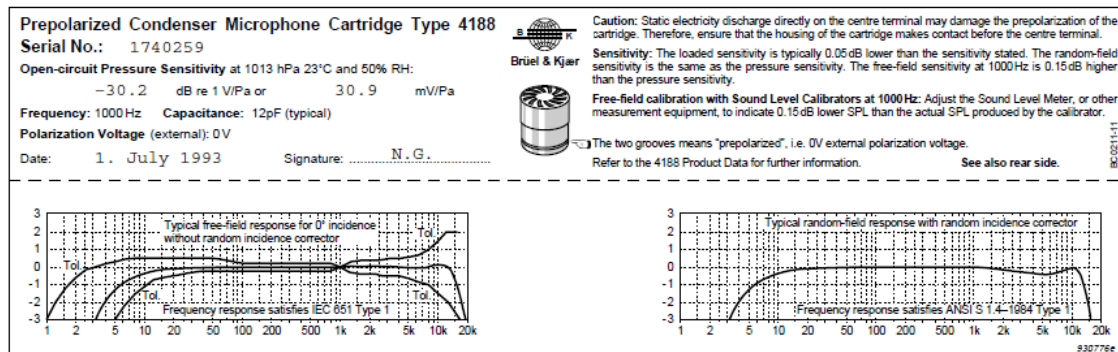 Prepolarized Condenser Microphone Cartridge Type 4188
Serial No.: 1740259
Open-circuit Pressure Sensitivity at 1013 hPa 23°C and 50% RH:
−30.2 dB re 1 V/Pa or 30.9 mV/Pa
Frequency: 1000Hz Capacitance: 12pF (typical)
Polarization Voltage (external): 0V
Date: 1. July 1993 Signature: N.G.
B K
Brüel & Kjær
Caution: Static electricity discharge directly on the centre terminal may damage the prepolarization of the
cartridge. Therefore, ensure that the housing of the cartridge makes contact before the centre terminal.
Sensitivity: The loaded sensitivity is typically 0.05dB lower than the sensitivity stated. The random-field
sensitivity is the same as the pressure sensitivity. The free-field sensitivity at 1000Hz is 0.15dB higher
than the pressure sensitivity.
Free-field calibration with Sound Level Calibrators at 1000Hz: Adjust the Sound Level Meter, or other
measurement equipment, to indicate 0.15dB lower SPL than the actual SPL produced by the calibrator.
The two grooves means "prepolarized", i.e. 0V external polarization voltage.
Refer to the 4188 Product Data for further information. See also rear side.
BC0211-11
3
2
1
0
-1
-2
-3
Typical free-field response for 0° incidence
without random incidence corrector
Tol.
Tol.
Tol.
Tol.
Frequency response satisfies IEC 651 Type 1
1 2 5 10 20 50 100 200 500 1k 2k 5k 10k 20k
3
2
1
0
-1
-2
-3
Typical random-field response with random incidence corrector
Frequency response satisfies ANSI S 1.4–1984 Type 1
1 2 5 10 20 50 100 200 500 1k 2k 5k 10k 20k
930776e